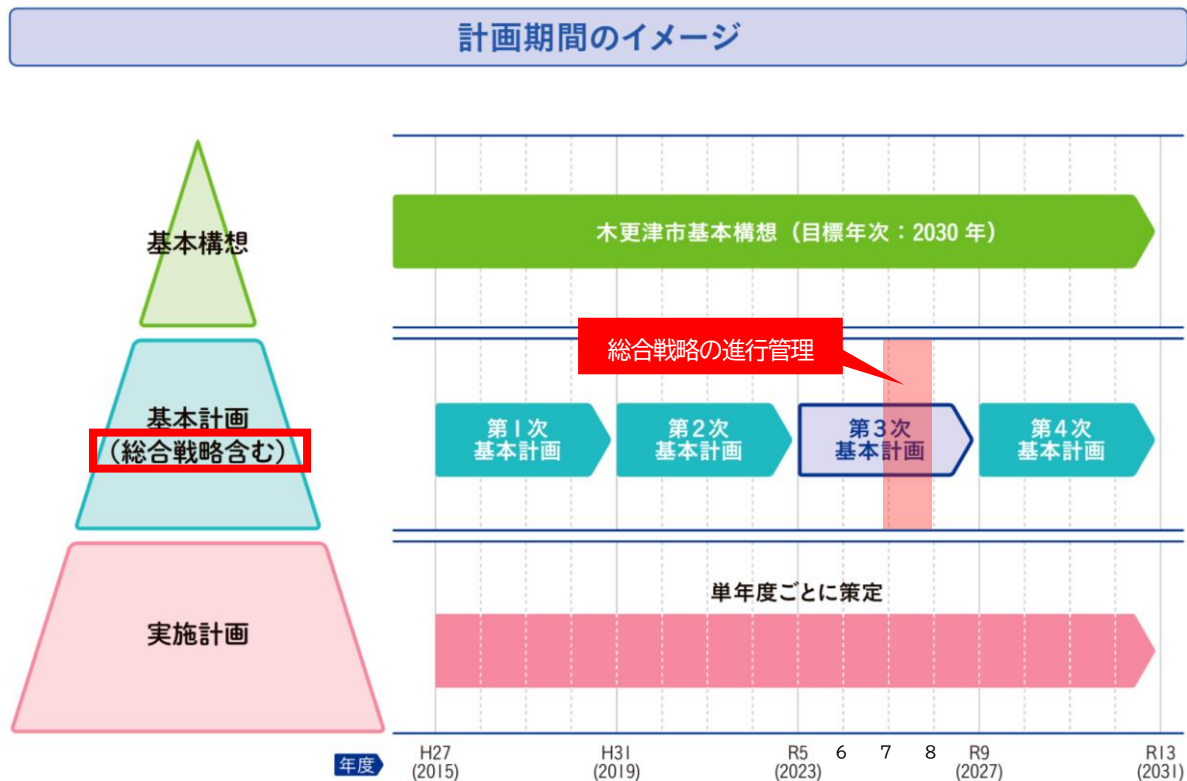 計画期間のイメージ
基本構想
木更津市基本構想（目標年次：2030 年）
総合戦略の進行管理
基本計画
（総合戦略含む）
第1次
基本計画
第2次
基本計画
第3次
基本計画
第4次
基本計画
単年度ごとに策定
実施計画
年度
H27
(2015)
H31
(2019)
R5
(2023)
6
7
8
R9
(2027)
R13
(2031)